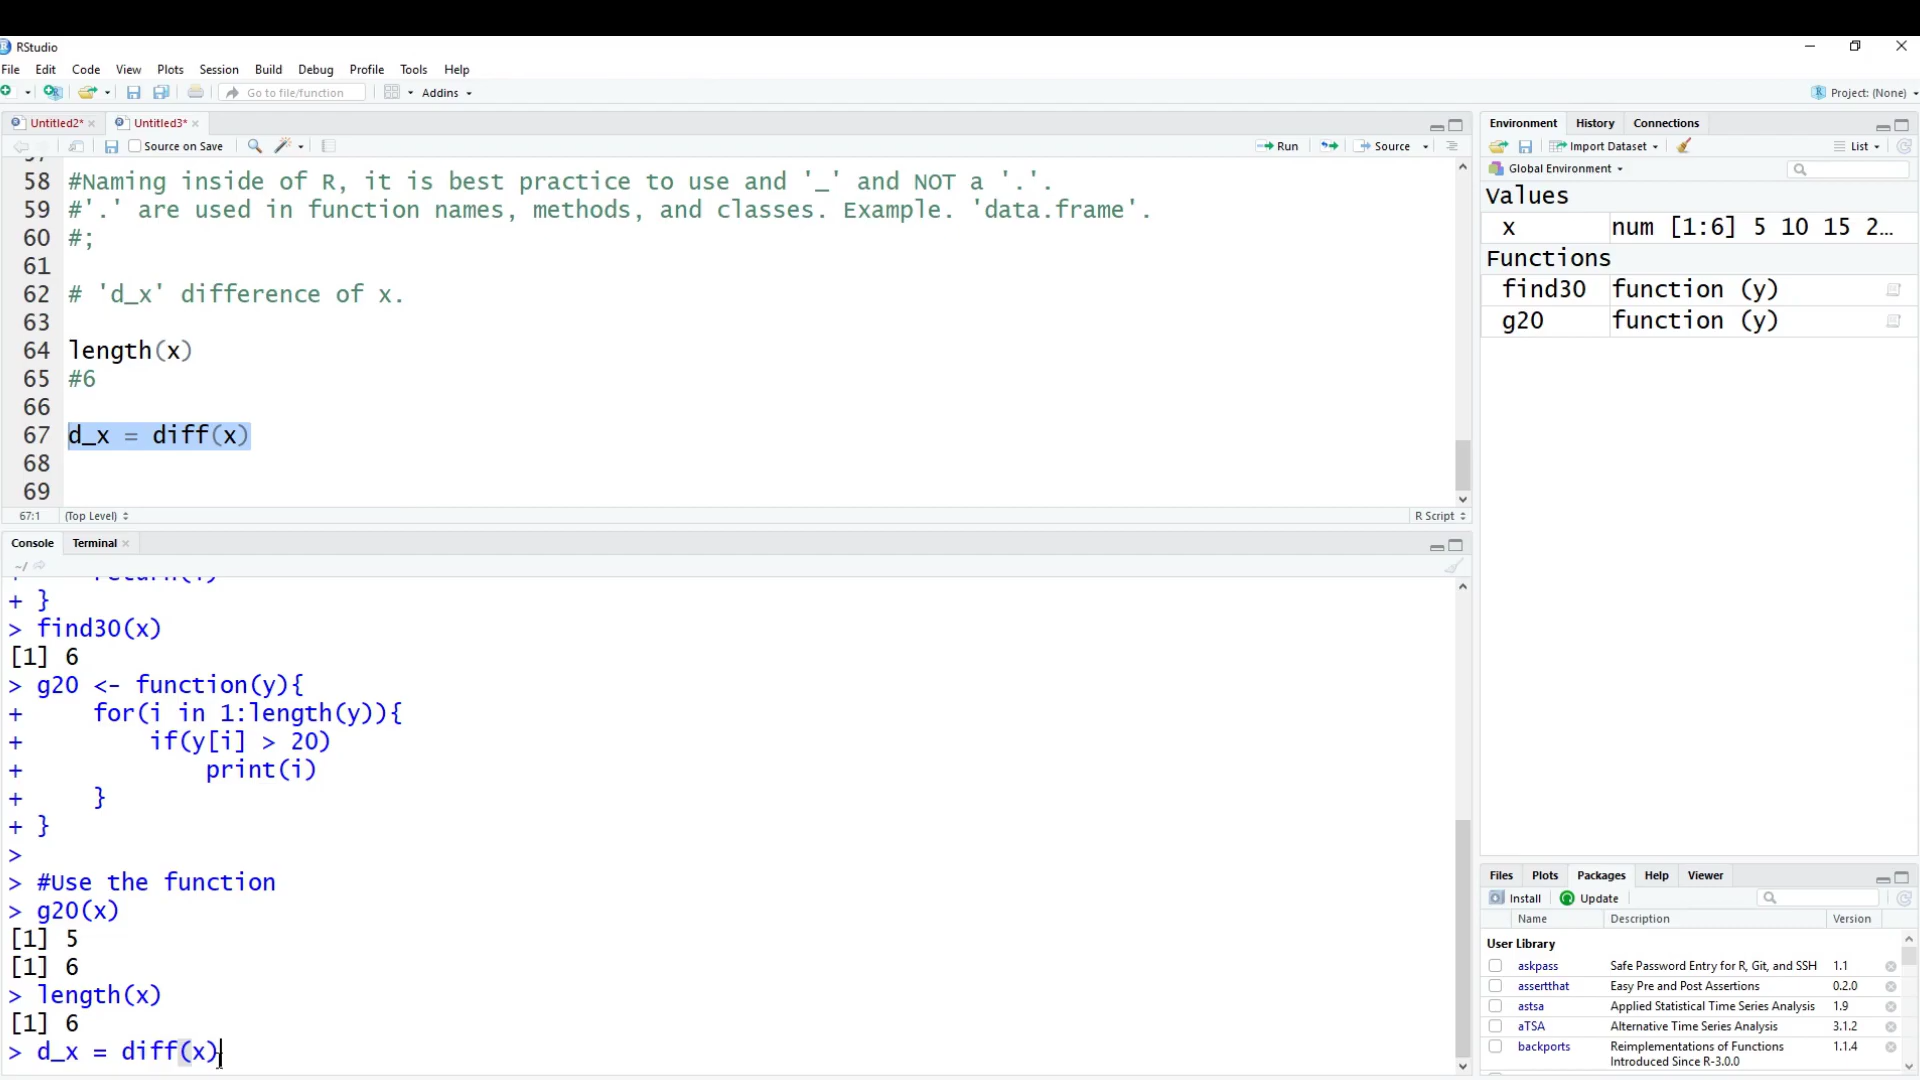 RStudio
File Edit Code View Plots Session Build Debug Profile Tools Help
Go to file/function Addins Project: (None)
Untitled2* Untitled3*
Source on Save Run Source
58 #Naming inside of R, it is best practice to use and '_' and NOT a '.'.
59 #'.' are used in function names, methods, and classes. Example. 'data.frame'.
60 #;
61
62 # 'd_x' difference of x.
63
64 length(x)
65 #6
66
67 d_x = diff(x)
68
69
67:1 (Top Level) R Script
Console Terminal
~/
+ }
> find30(x)
[1] 6
> g20 <- function(y){
+ for(i in 1:length(y)){
+ if(y[i] > 20)
+ print(i)
+ }
+ }
>
> #Use the function
> g20(x)
[1] 5
[1] 6
> length(x)
[1] 6
> d_x = diff(x)
Environment History Connections
Import Dataset List
Global Environment
Values
x num [1:6] 5 10 15 2...
Functions
find30 function (y)
g20 function (y)
Files Plots Packages Help Viewer
Install Update
Name Description Version
User Library
askpass Safe Password Entry for R, Git, and SSH 1.1
assertthat Easy Pre and Post Assertions 0.2.0
astsa Applied Statistical Time Series Analysis 1.9
aTSA Alternative Time Series Analysis 3.1.2
backports Reimplementations of Functions 1.1.4
Introduced Since R-3.0.0